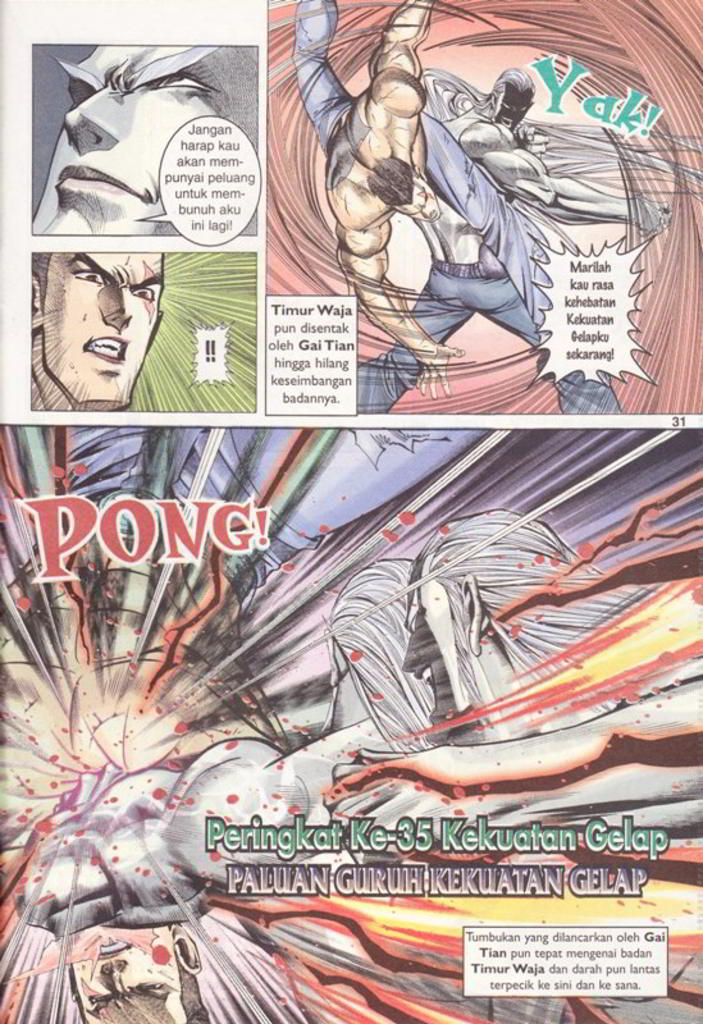 Jangan
harap kau
akan mem-
punyai peluang
untuk mem-
bunuh aku
ini lagi!
!!
Yak!
Timur Waja
pun disentak
oleh Gai Tian
hingga hilang
keseimbangan
badannya.
Marilah
kau rasa
kehebatan
Kekuatan
Gelapku
sekarang!
31
PONG!
Peringkat Ke-35 Kekuatan Gelap
PALUAN GURUH KEKUATAN GELAP
Tumbukan yang dilancarkan oleh Gai
Tian pun tepat mengenai badan
Timur Waja dan darah pun lantas
terpecik ke sini dan ke sana.